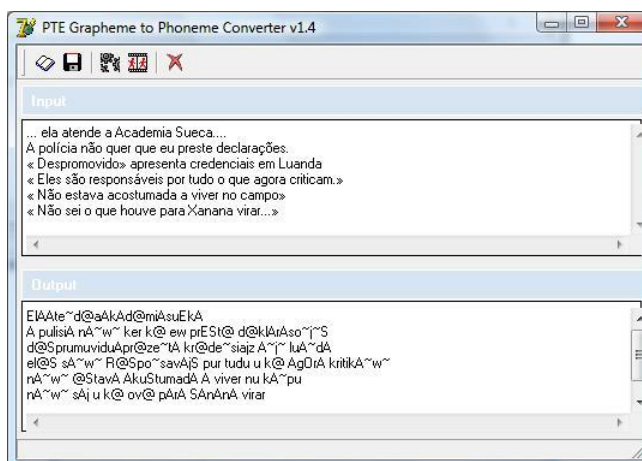 PTE Grapheme to Phoneme Converter v1.4
Input
... ela atende a Academia Sueca....
A polícia não quer que eu preste declarações.
« Despromovido» apresenta credenciais em Luanda
« Eles são responsáveis por tudo o que agora criticam.»
« Não estava acostumada a viver no campo»
« Não sei o que houve para Xanana virar...»
Output
ElAAte~d@aAkAd@miAsuEkA
A pulisiA nA~w~ ker k@ ew prESt@ d@klArAso~j~S
d@SprumuviduApr@ze~tA kr@de~siajz A~j~ luA~dA
el@S sA~w~ R@Spo~savAjS pur tudu u k@ AgOrA kritikA~w~
nA~w~ @StavA AkuStumadA A viver nu kA~pu
nA~w~ sAj u k@ ov@ pArA SAnAnA virar